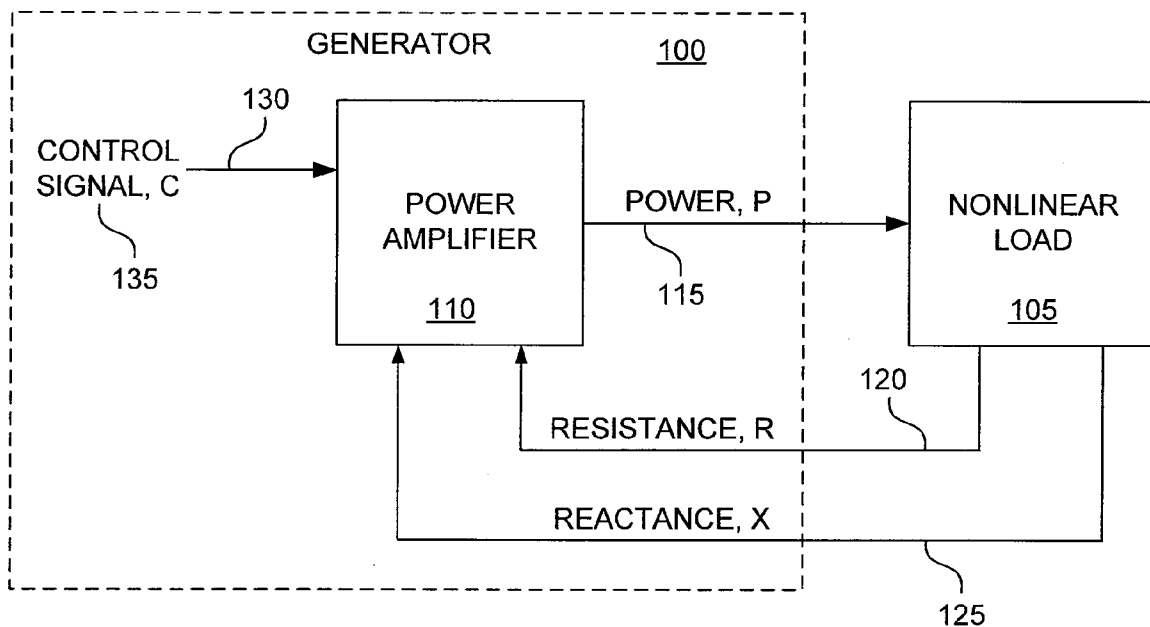 GENERATOR
100
130
CONTROL
SIGNAL, C
135
POWER
AMPLIFIER
110
POWER, P
115
NONLINEAR
LOAD
105
120
RESISTANCE, R
REACTANCE, X
125